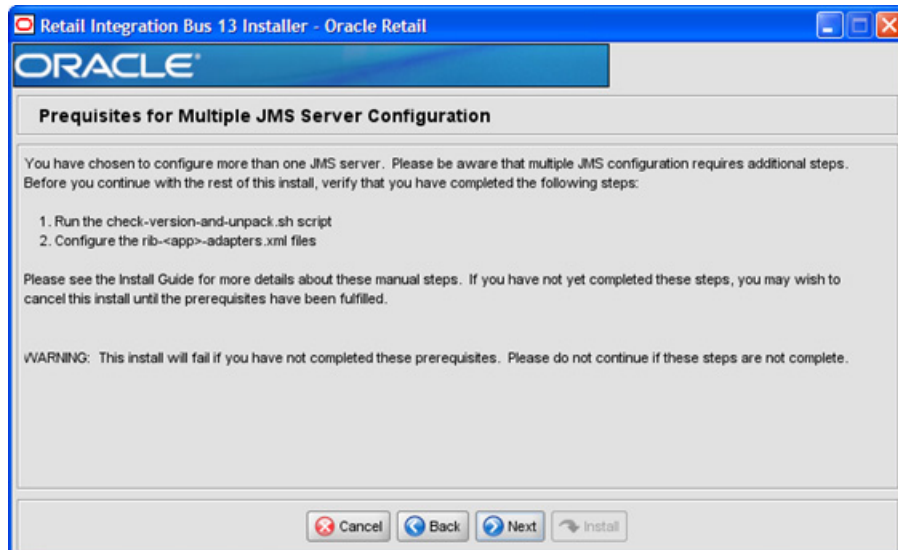 Retail Integration Bus 13 Installer - Oracle Retail
ORACLE
Prequisites for Multiple JMS Server Configuration
You have chosen to configure more than one JMS server. Please be aware that multiple JMS configuration requires additional steps.
Before you continue with the rest of this install, verify that you have completed the following steps:
1. Run the check-version-and-unpack.sh script
2. Configure the rib-<app>-adapters.xml files
Please see the Install Guide for more details about these manual steps. If you have not yet completed these steps, you may wish to
cancel this install until the prerequisites have been fulfilled.
WARNING: This install will fail if you have not completed these prerequisites. Please do not continue if these steps are not complete.
Cancel Back Next Install